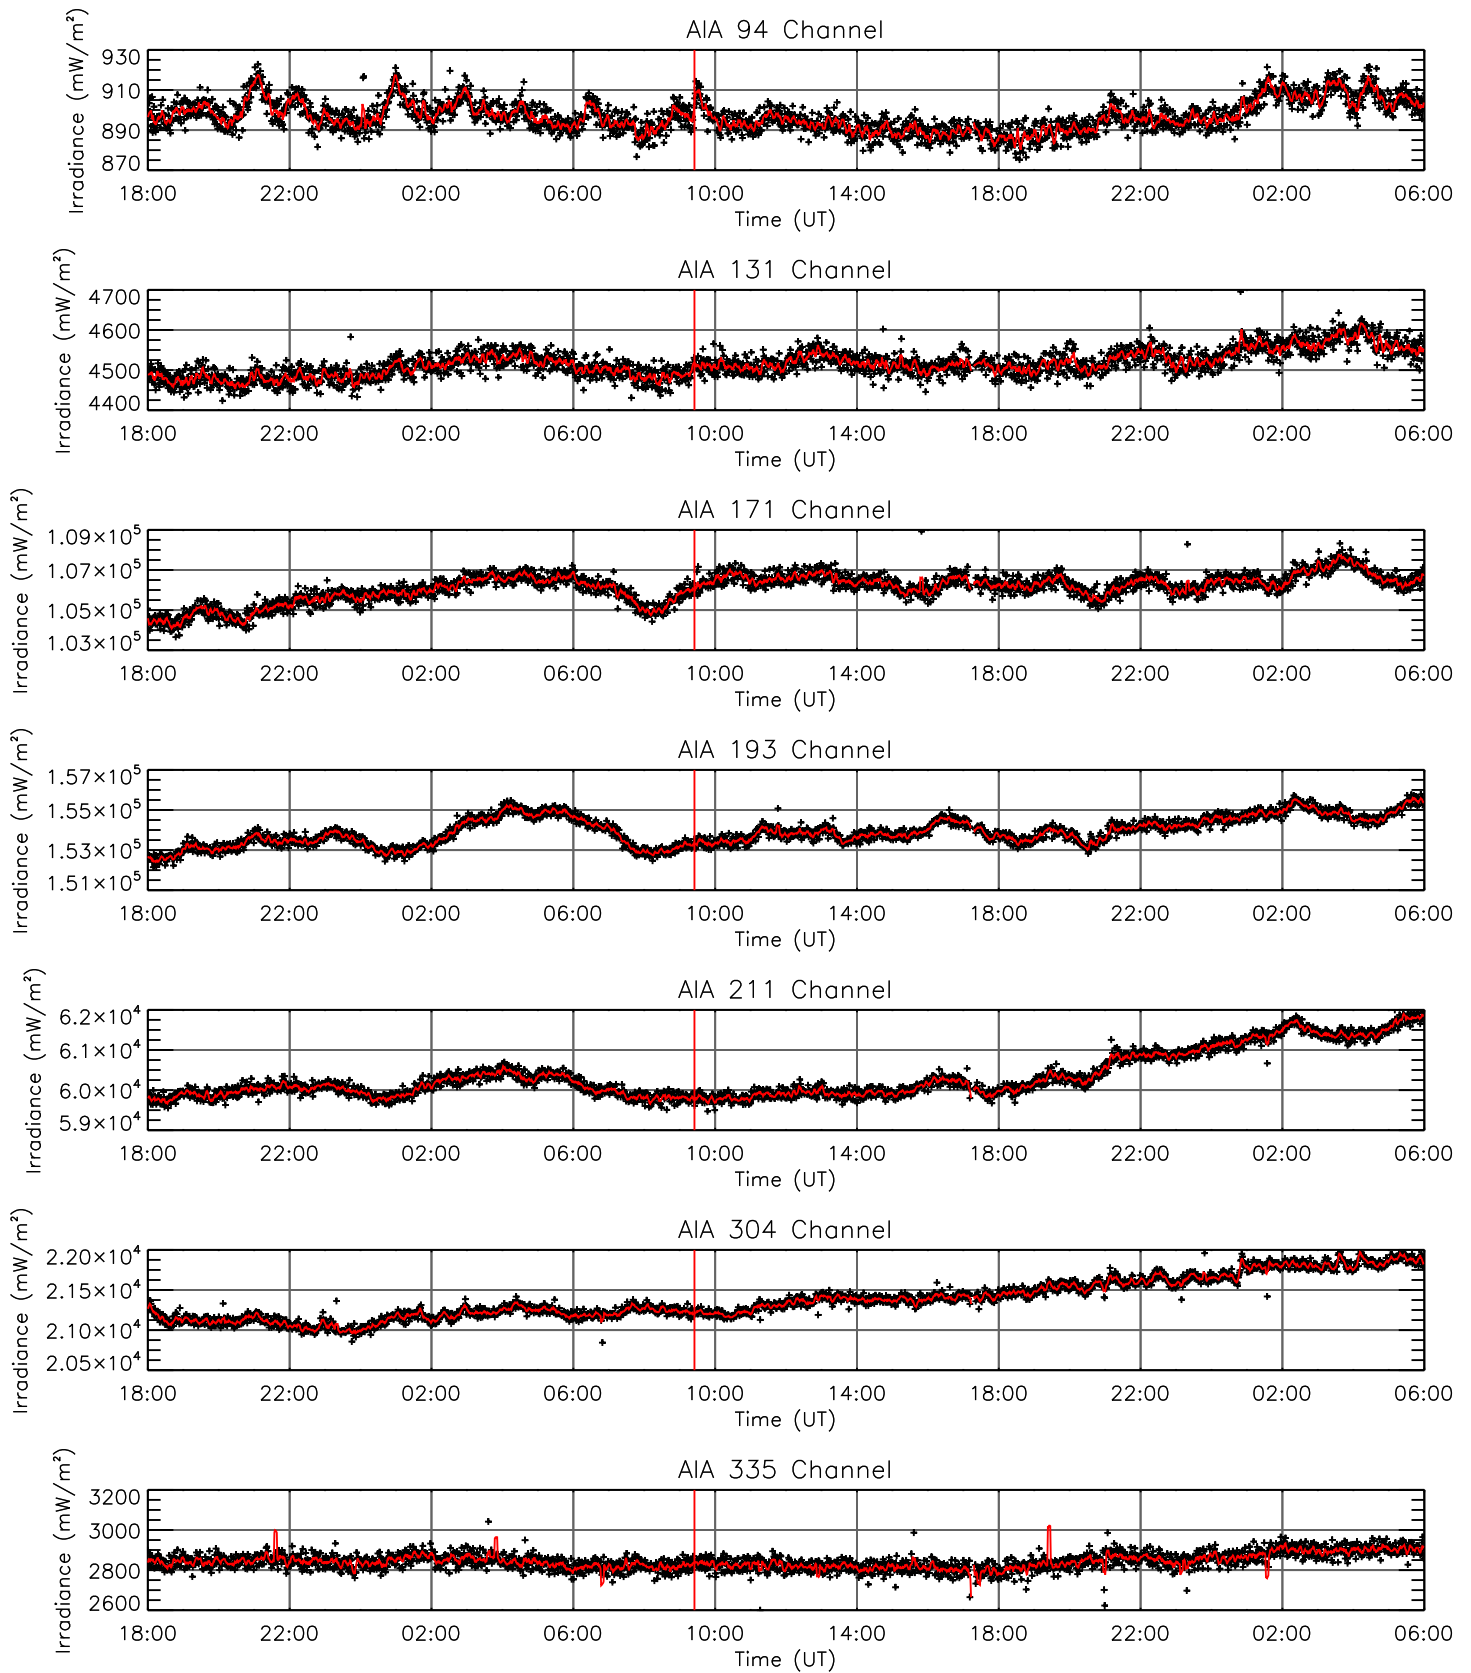 AIA 94 Channel
Irradiance (mW/m²)
930
910
890
870
18:00 22:00 02:00 06:00 10:00 14:00 18:00 22:00 02:00 06:00
Time (UT)
AIA 131 Channel
Irradiance (mW/m²)
4700
4600
4500
4400
18:00 22:00 02:00 06:00 10:00 14:00 18:00 22:00 02:00 06:00
Time (UT)
AIA 171 Channel
Irradiance (mW/m²)
1.09×10⁵
1.07×10⁵
1.05×10⁵
1.03×10⁵
18:00 22:00 02:00 06:00 10:00 14:00 18:00 22:00 02:00 06:00
Time (UT)
AIA 193 Channel
Irradiance (mW/m²)
1.57×10⁵
1.55×10⁵
1.53×10⁵
1.51×10⁵
18:00 22:00 02:00 06:00 10:00 14:00 18:00 22:00 02:00 06:00
Time (UT)
AIA 211 Channel
Irradiance (mW/m²)
6.2×10⁴
6.1×10⁴
6.0×10⁴
5.9×10⁴
18:00 22:00 02:00 06:00 10:00 14:00 18:00 22:00 02:00 06:00
Time (UT)
AIA 304 Channel
Irradiance (mW/m²)
2.20×10⁴
2.15×10⁴
2.10×10⁴
2.05×10⁴
18:00 22:00 02:00 06:00 10:00 14:00 18:00 22:00 02:00 06:00
Time (UT)
AIA 335 Channel
Irradiance (mW/m²)
3200
3000
2800
2600
18:00 22:00 02:00 06:00 10:00 14:00 18:00 22:00 02:00 06:00
Time (UT)